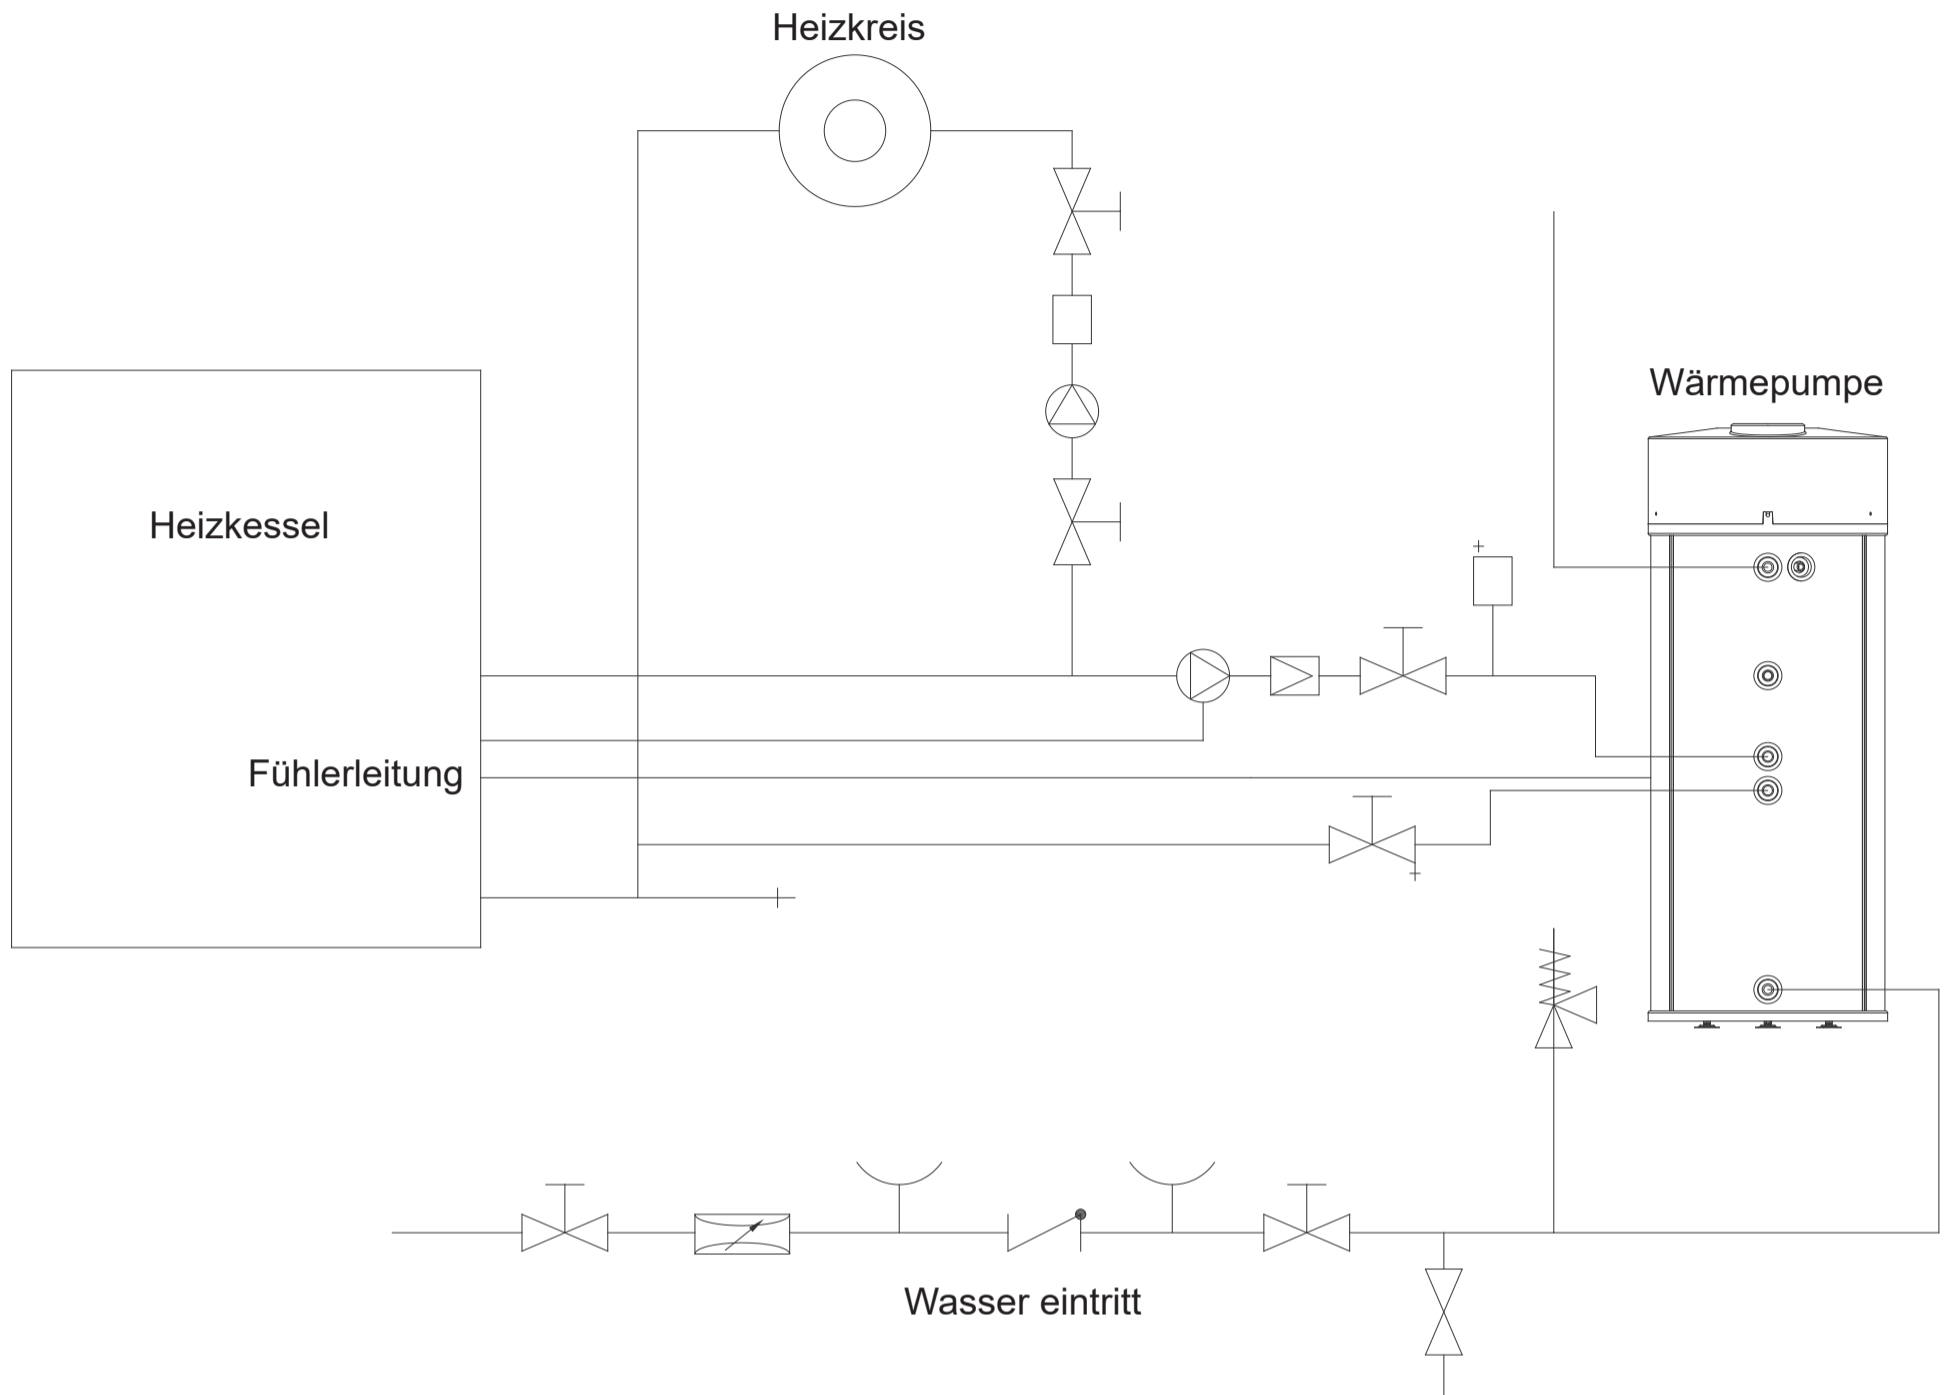 Heizkreis
Wärmepumpe
Heizkessel
Fühlerleitung
Wasser eintritt